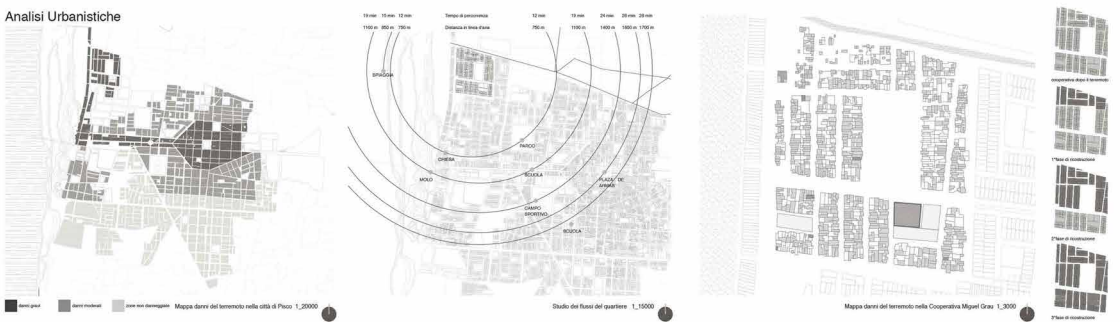 Analisi Urbanistiche
19 min 15 min 12 min Tempo di percorrenza 12 min 19 min 24 min 26 min 29 min
1100 m 950 m 750 m Distanza in linea d'aria 750 m 1100 m 1400 m 1600 m 1700 m
SPIAGGIA
PARCO
CHIESA
SCUOLA
MOLO
PLAZA DE
ARMAS
CAMPO
SPORTIVO
SCUOLA
cooperativa dopo il terremoto
1°fase di ricostruzione
2°fase di ricostruzione
3°fase di ricostruzione
danni gravi danni moderati zone non danneggiate Mappa danni del terremoto nella città di Pisco 1_20000
Studio dei flussi del quartiere 1_15000
Mappa danni del terremoto nella Cooperativa Miguel Grau 1_3000